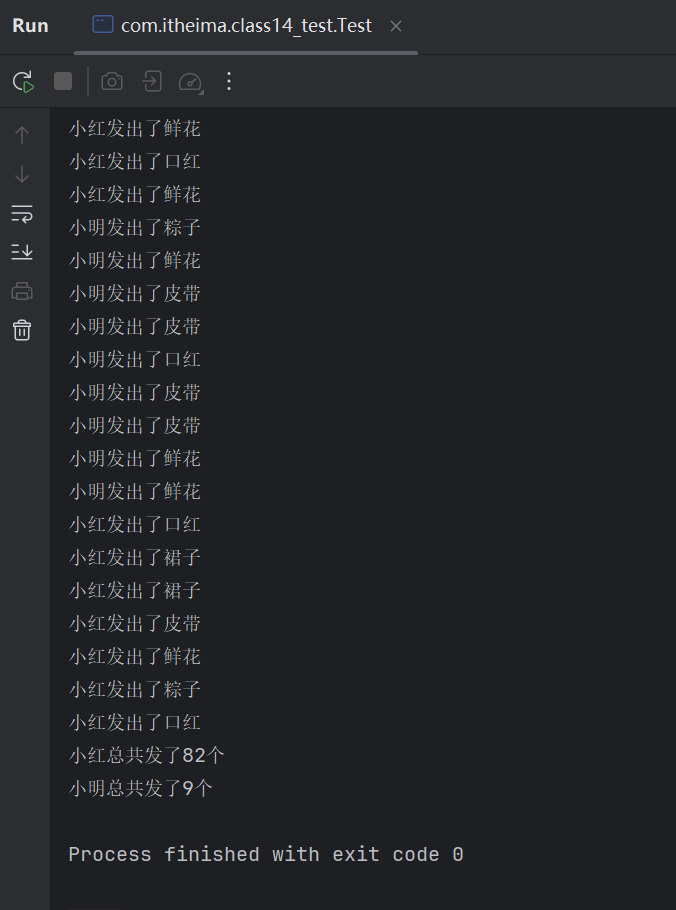 Run com.itheima.class14_test.Test
小红发出了鲜花
小红发出了口红
小红发出了鲜花
小明发出了粽子
小明发出了鲜花
小明发出了皮带
小明发出了皮带
小明发出了口红
小明发出了皮带
小明发出了皮带
小明发出了鲜花
小明发出了鲜花
小红发出了口红
小红发出了裙子
小红发出了裙子
小红发出了皮带
小红发出了鲜花
小红发出了粽子
小红发出了口红
小红总共发了82个
小明总共发了9个
Process finished with exit code 0